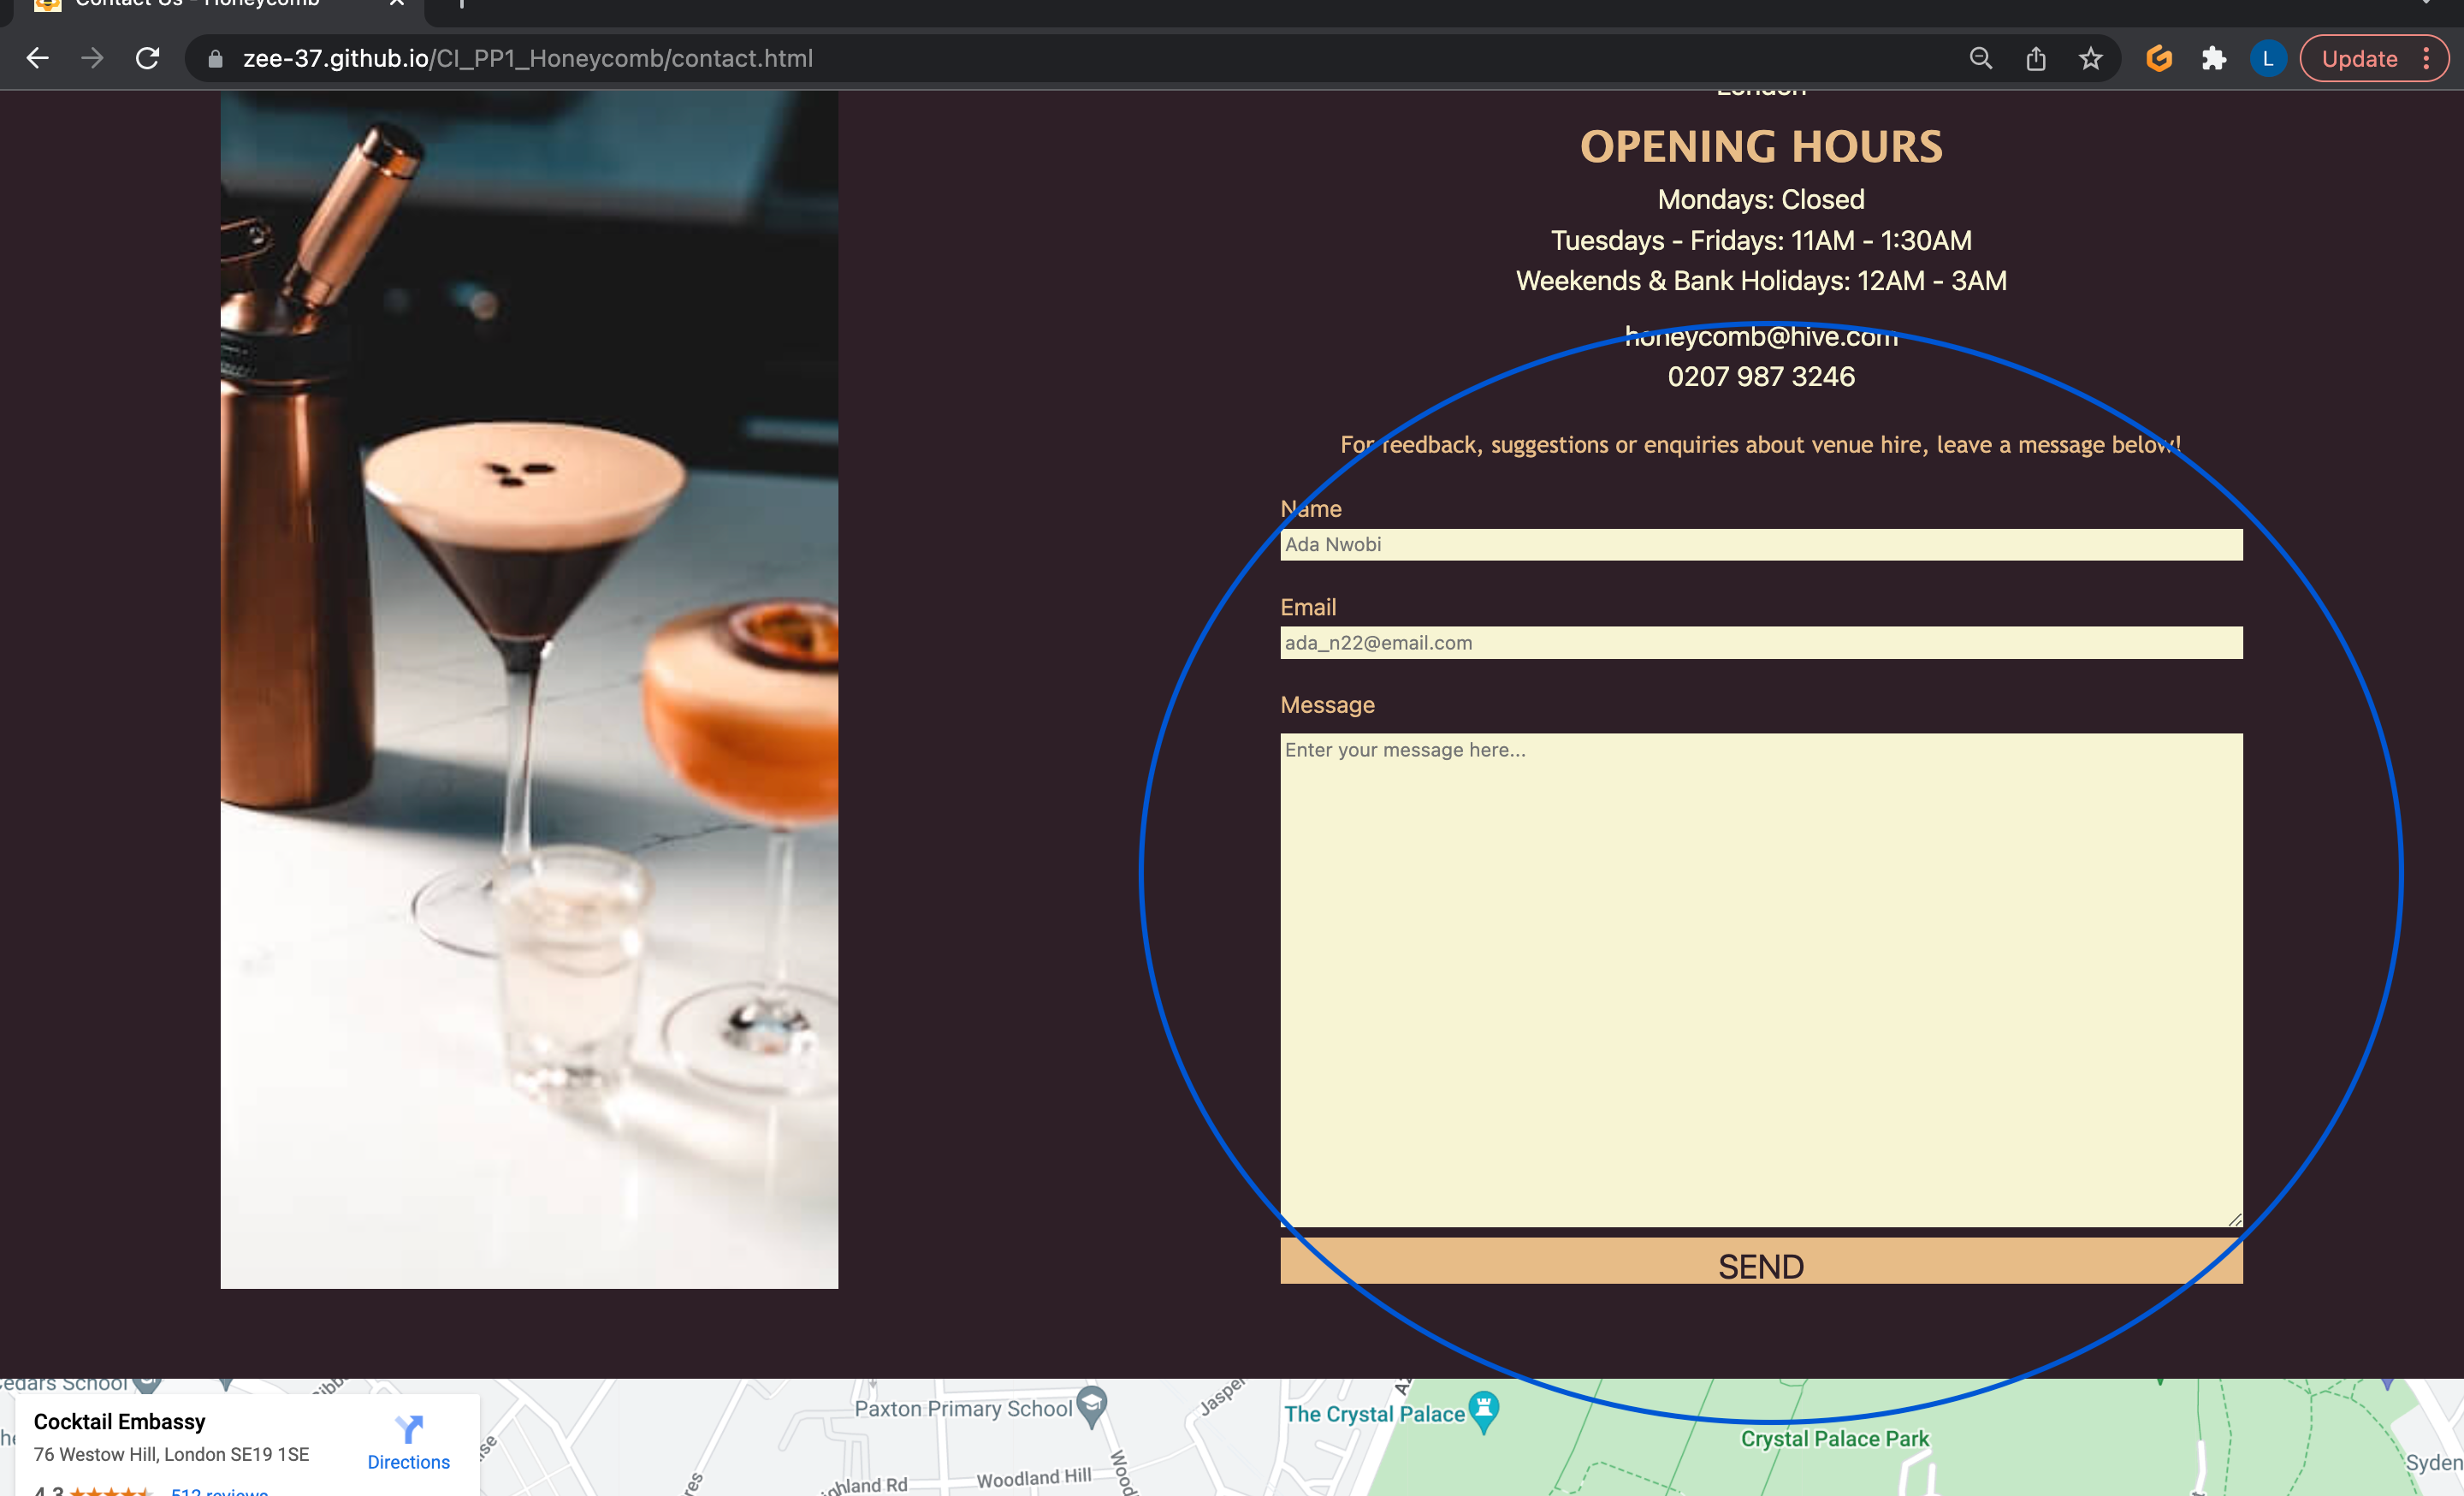 Contact Us - Honeycomb
zee-37.github.io/CI_PP1_Honeycomb/contact.html
L
Update
London
OPENING HOURS
Mondays: Closed
Tuesdays - Fridays: 11AM - 1:30AM
Weekends & Bank Holidays: 12AM - 3AM
honeycomb@hive.com
0207 987 3246
For feedback, suggestions or enquiries about venue hire, leave a message below!
Name
Ada Nwobi
Email
ada_n22@email.com
Message
Enter your message here...
SEND
edars School
Cocktail Embassy
76 Westow Hill, London SE19 1SE
Directions
4.3
512 reviews
Paxton Primary School
Jasper
The Crystal Palace
Crystal Palace Park
Woodland Hill
ghland Rd
Wood
Syden